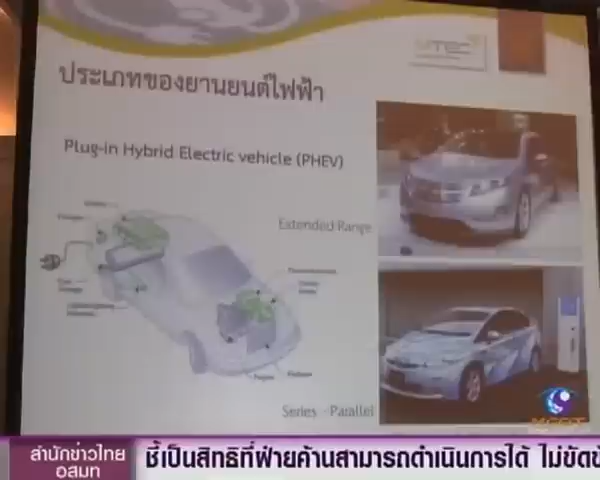 MTEC
ประเภทของยานยนต์ไฟฟ้า
Plug-in Hybrid Electric vehicle (PHEV)
Extended Range
Series - Parallel
MCOT
สำนักข่าวไทย
อสมท
ชี้เป็นสิทธิที่ฝ่ายค้านสามารถดำเนินการได้ ไม่ขัดข้